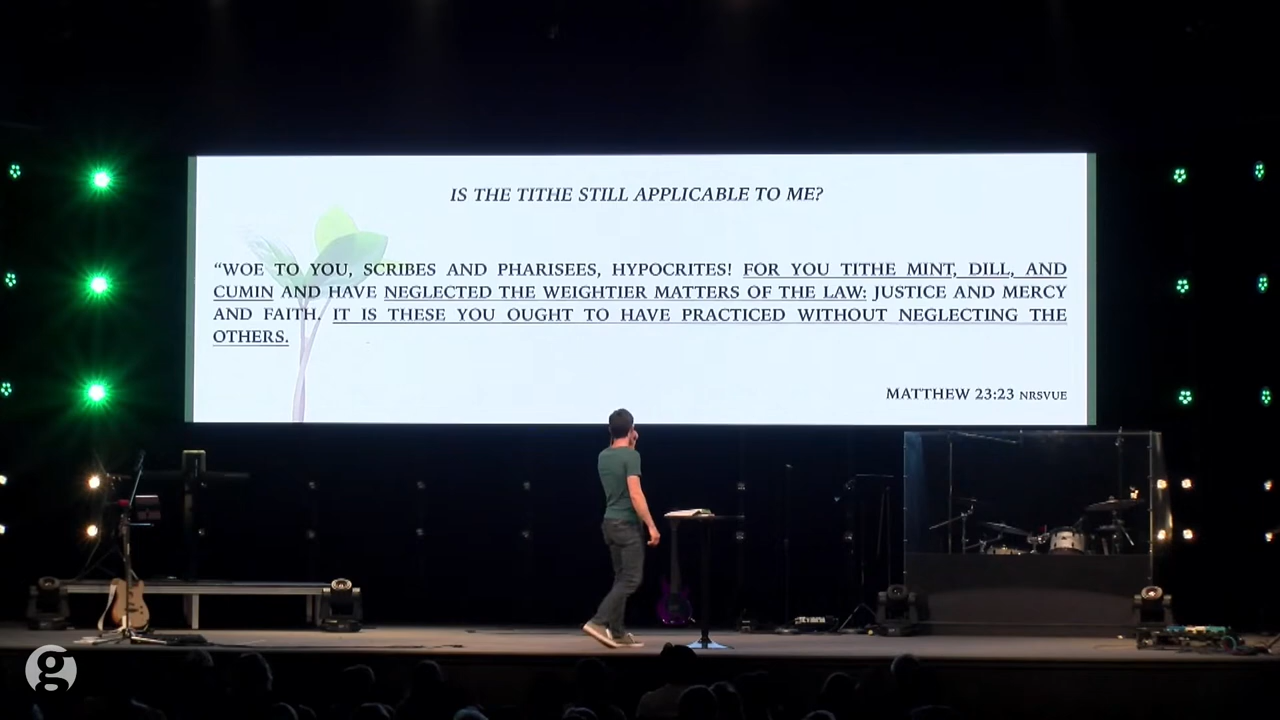 IS THE TITHE STILL APPLICABLE TO ME?
“WOE TO YOU, SCRIBES AND PHARISEES, HYPOCRITES! FOR YOU TITHE MINT, DILL, AND
CUMIN AND HAVE NEGLECTED THE WEIGHTIER MATTERS OF THE LAW: JUSTICE AND MERCY
AND FAITH. IT IS THESE YOU OUGHT TO HAVE PRACTICED WITHOUT NEGLECTING THE
OTHERS.
MATTHEW 23:23 NRSVUE
g